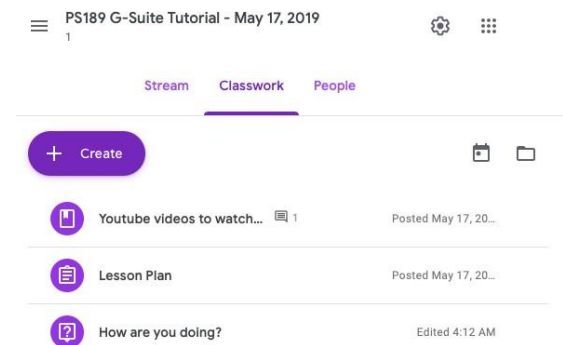 PS189 G-Suite Tutorial - May 17, 2019
1
Stream Classwork People
+ Create
Youtube videos to watch... 1 Posted May 17, 20...
Lesson Plan Posted May 17, 20...
How are you doing? Edited 4:12 AM